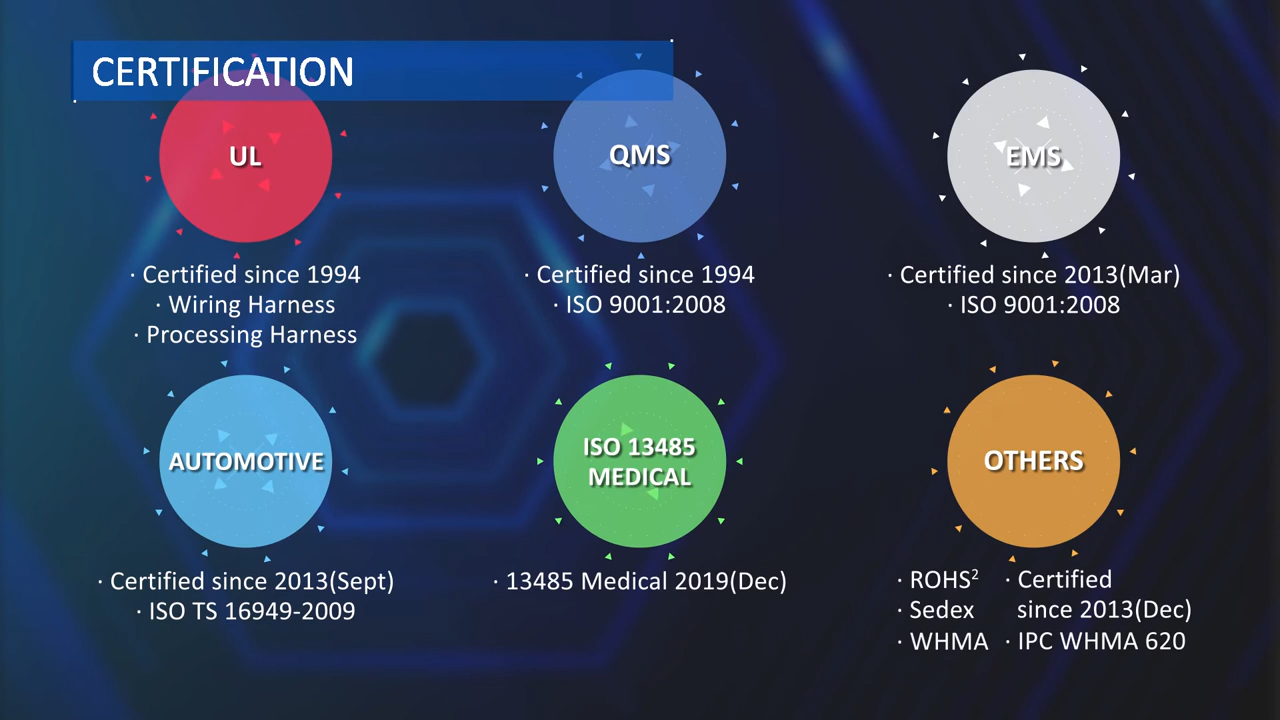 CERTIFICATION
UL
· Certified since 1994
· Wiring Harness
· Processing Harness
QMS
· Certified since 1994
· ISO 9001:2008
EMS
· Certified since 2013(Mar)
· ISO 9001:2008
AUTOMOTIVE
· Certified since 2013(Sept)
· ISO TS 16949-2009
ISO 13485
MEDICAL
· 13485 Medical 2019(Dec)
OTHERS
· ROHS²
· Sedex
· WHMA
· Certified
since 2013(Dec)
· IPC WHMA 620